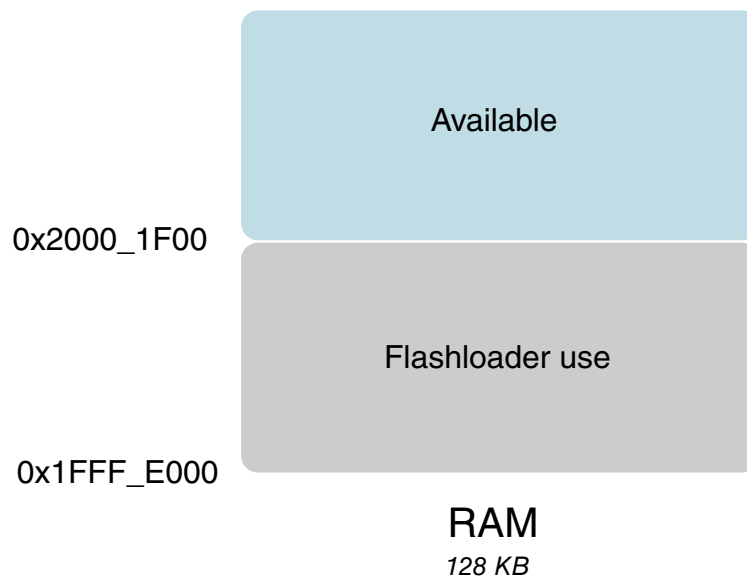 Available
0x2000_1F00
Flashloader use
0x1FFF_E000
RAM
128 KB